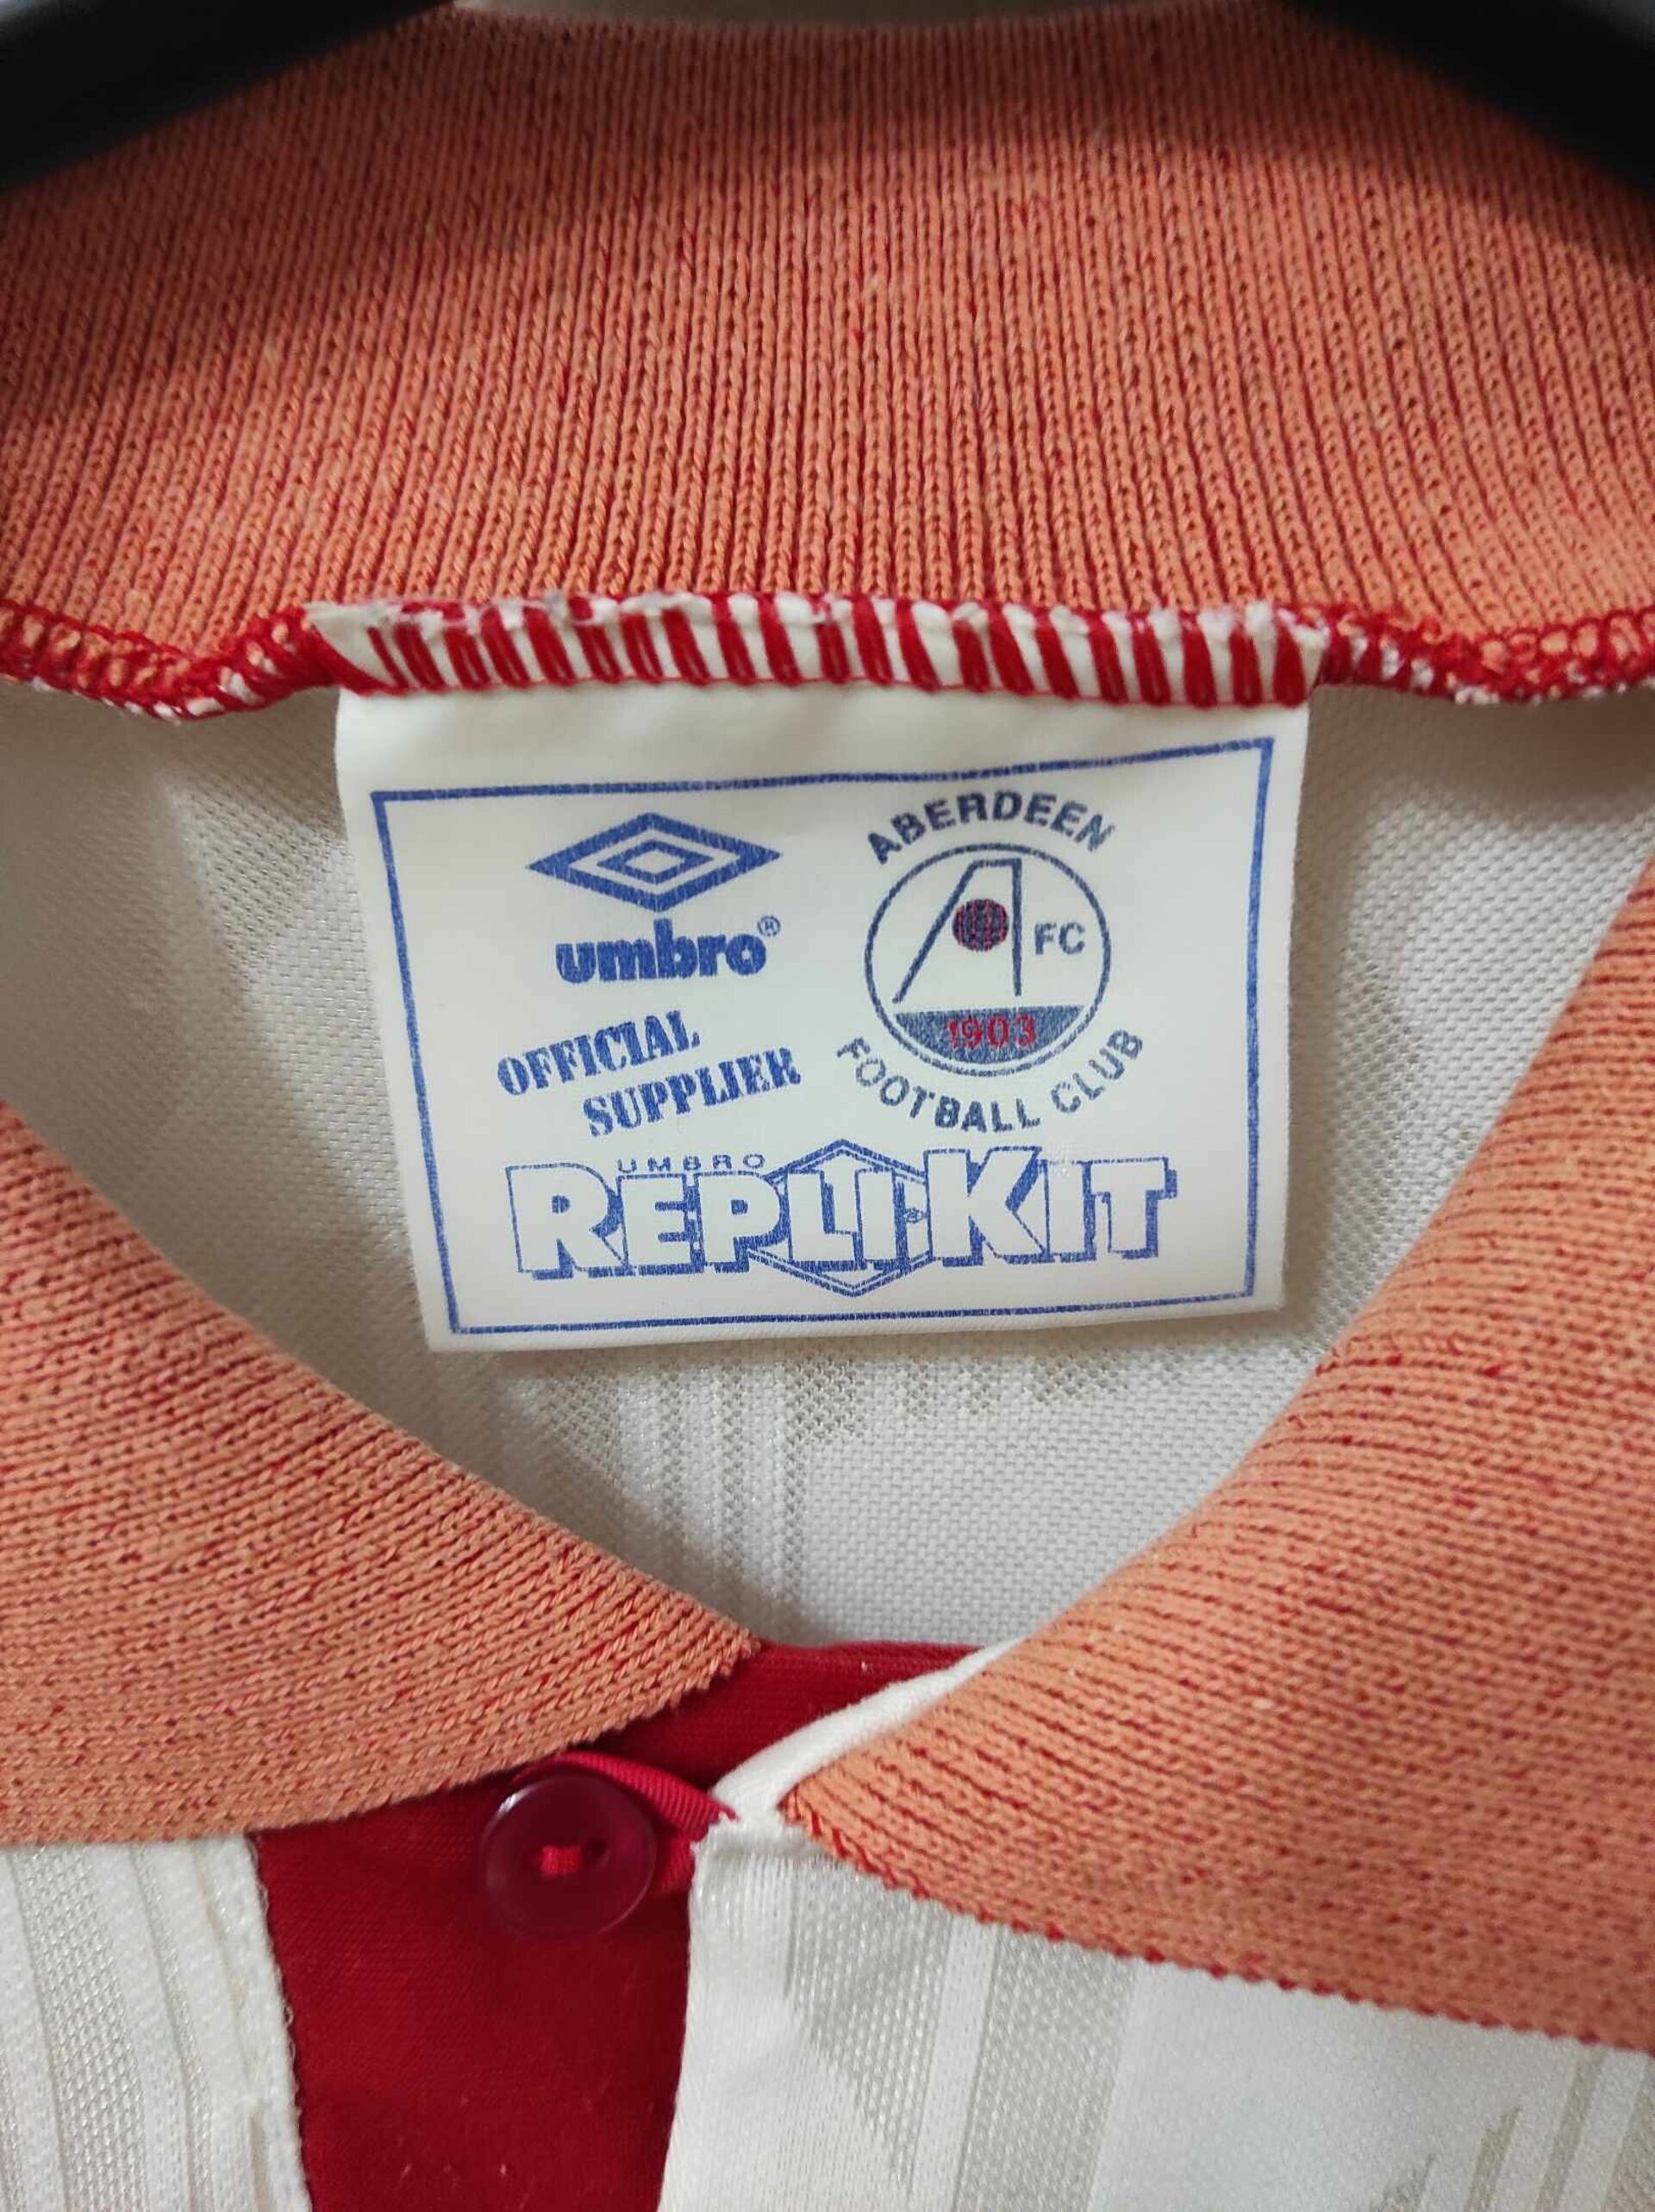 umbro®
OFFICIAL
SUPPLIER
ABERDEEN
A FC
1903
FOOTBALL CLUB
UMBRO
REPLI-KIT